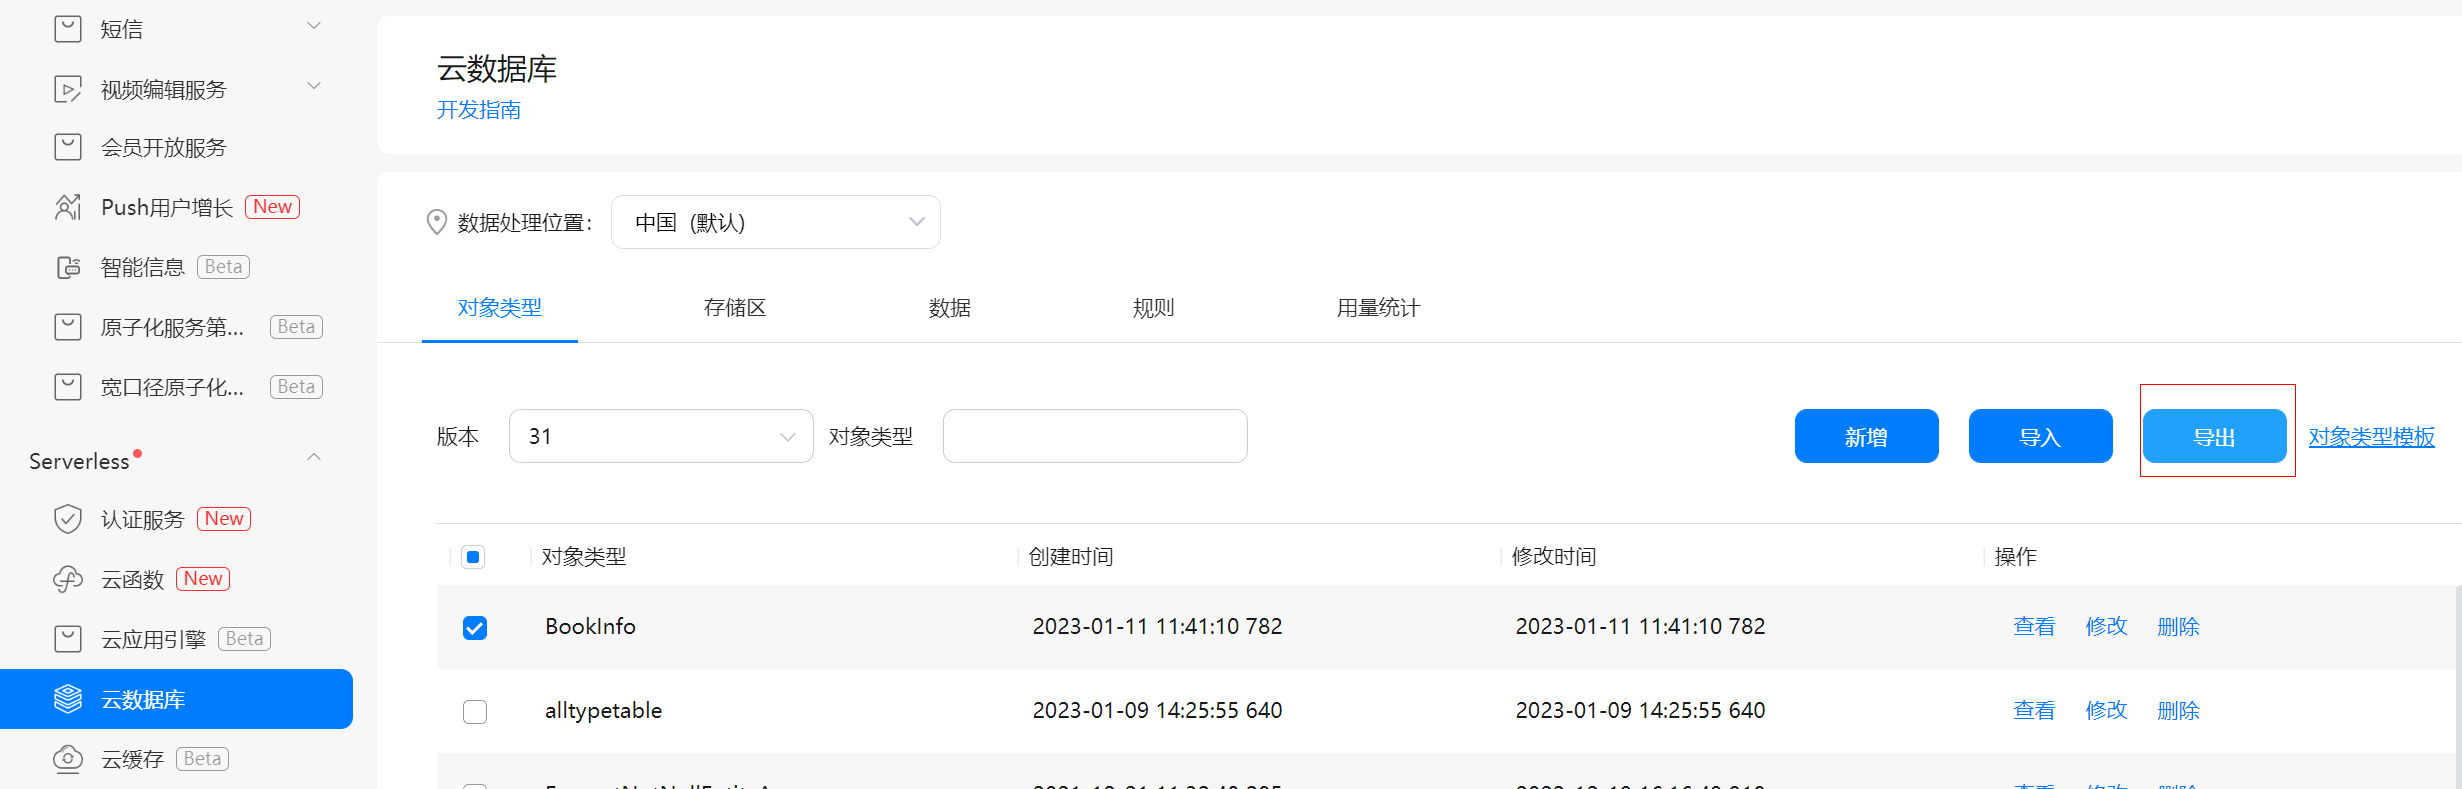 短信
视频编辑服务
会员开放服务
Push用户增长 New
智能信息 Beta
原子化服务第... Beta
宽口径原子化... Beta
Serverless
认证服务 New
云函数 New
云应用引擎 Beta
云数据库
云缓存 Beta
云数据库
开发指南
数据处理位置： 中国 (默认)
对象类型 存储区 数据 规则 用量统计
版本 31 对象类型 新增 导入 导出 对象类型模板
对象类型 创建时间 修改时间 操作
BookInfo 2023-01-11 11:41:10 782 2023-01-11 11:41:10 782 查看 修改 删除
alltypetable 2023-01-09 14:25:55 640 2023-01-09 14:25:55 640 查看 修改 删除
查看 修改 删除